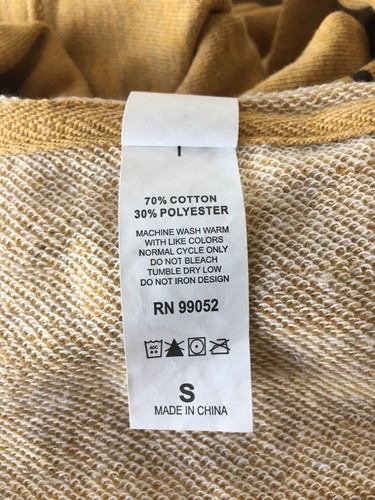 70% COTTON
30% POLYESTER
MACHINE WASH WARM
WITH LIKE COLORS
NORMAL CYCLE ONLY
DO NOT BLEACH
TUMBLE DRY LOW
DO NOT IRON DESIGN
RN 99052
S
MADE IN CHINA